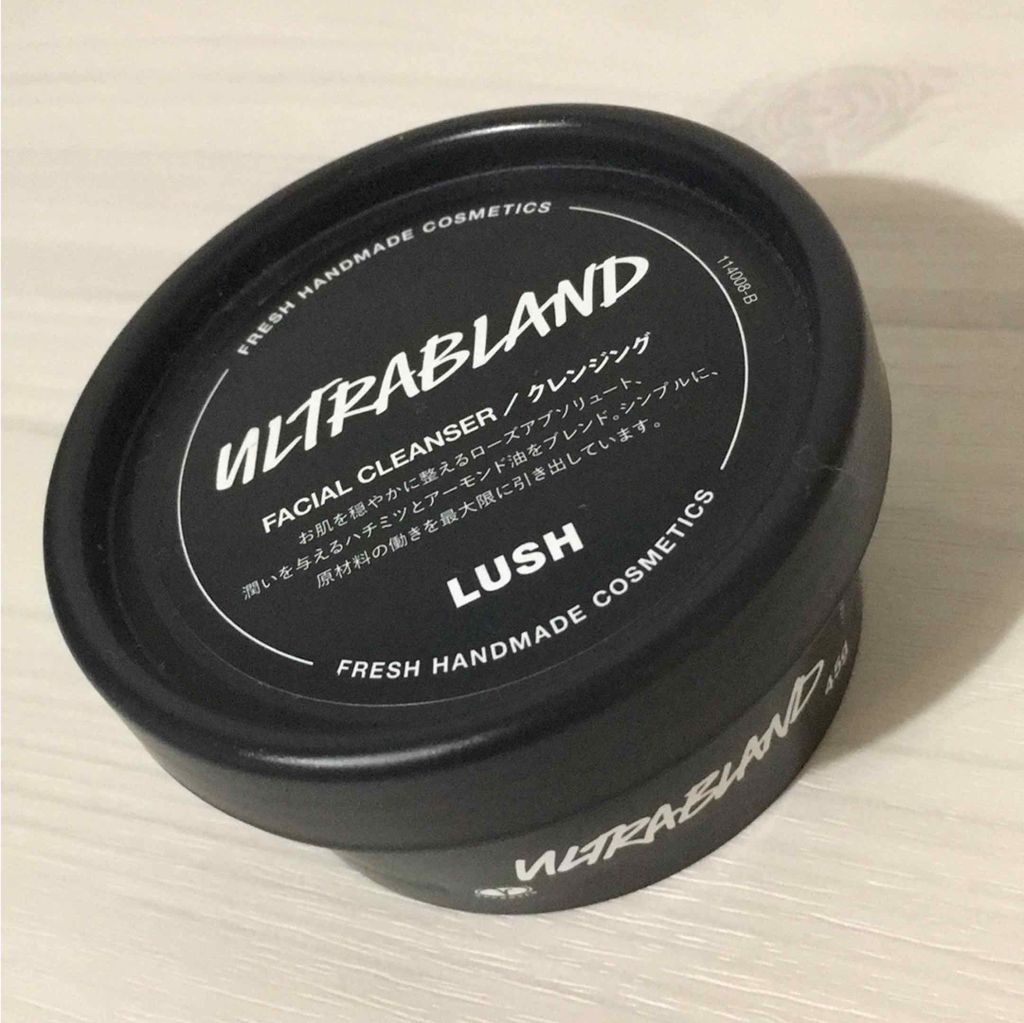 FRESH HANDMADE COSMETICS
114008-B
ULTRABLAND
FACIAL CLEANSER / クレンジング
お肌を穏やかに整えるローズアブソリュート、
潤いを与えるハチミツとアーモンド油をブレンド。シンプルに、
原材料の働きを最大限に引き出しています。
LUSH
FRESH HANDMADE COSMETICS
ULTRABLAND 45g